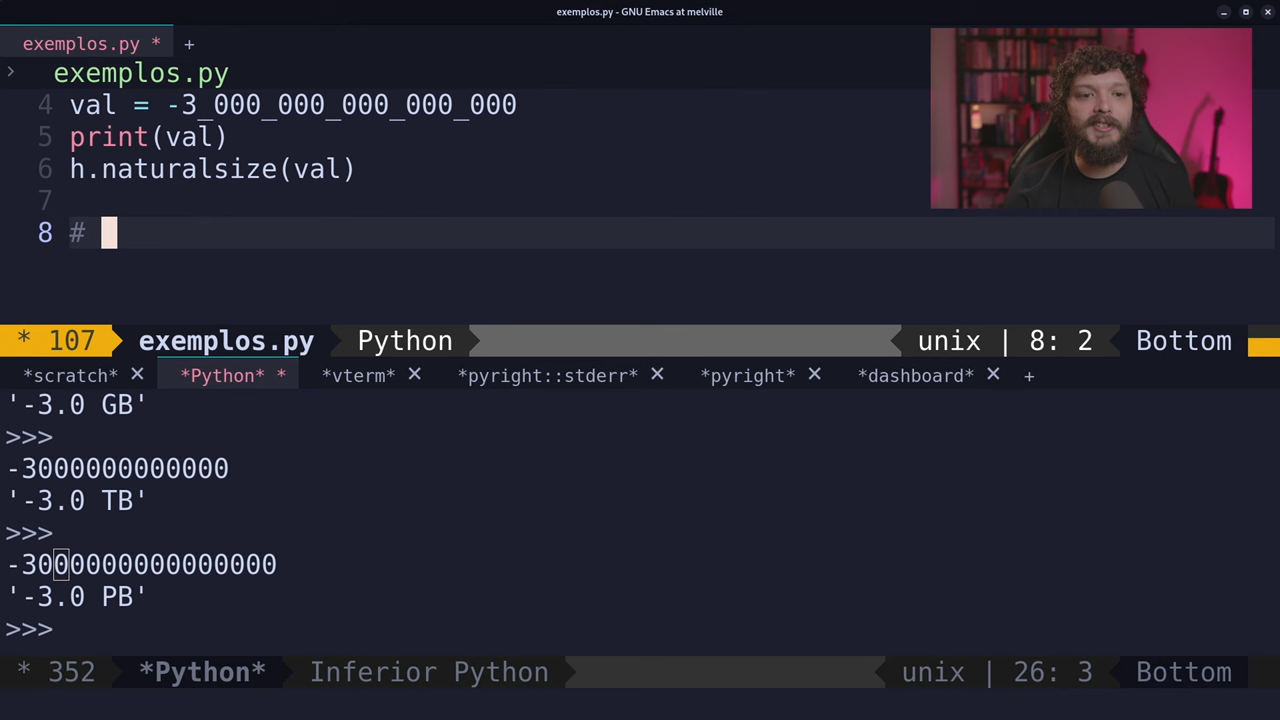 exemplos.py - GNU Emacs at melville
exemplos.py * +
exemplos.py
4 val = -3_000_000_000_000_000
5 print(val)
6 h.naturalsize(val)
7
8 #
* 107 exemplos.py Python unix | 8: 2 Bottom
*scratch* × *Python* * *vterm* × *pyright::stderr* × *pyright* × *dashboard* × +
'-3.0 GB'
>>>
-3000000000000
'-3.0 TB'
>>>
-3000000000000000
'-3.0 PB'
>>>
* 352 *Python* Inferior Python unix | 26: 3 Bottom